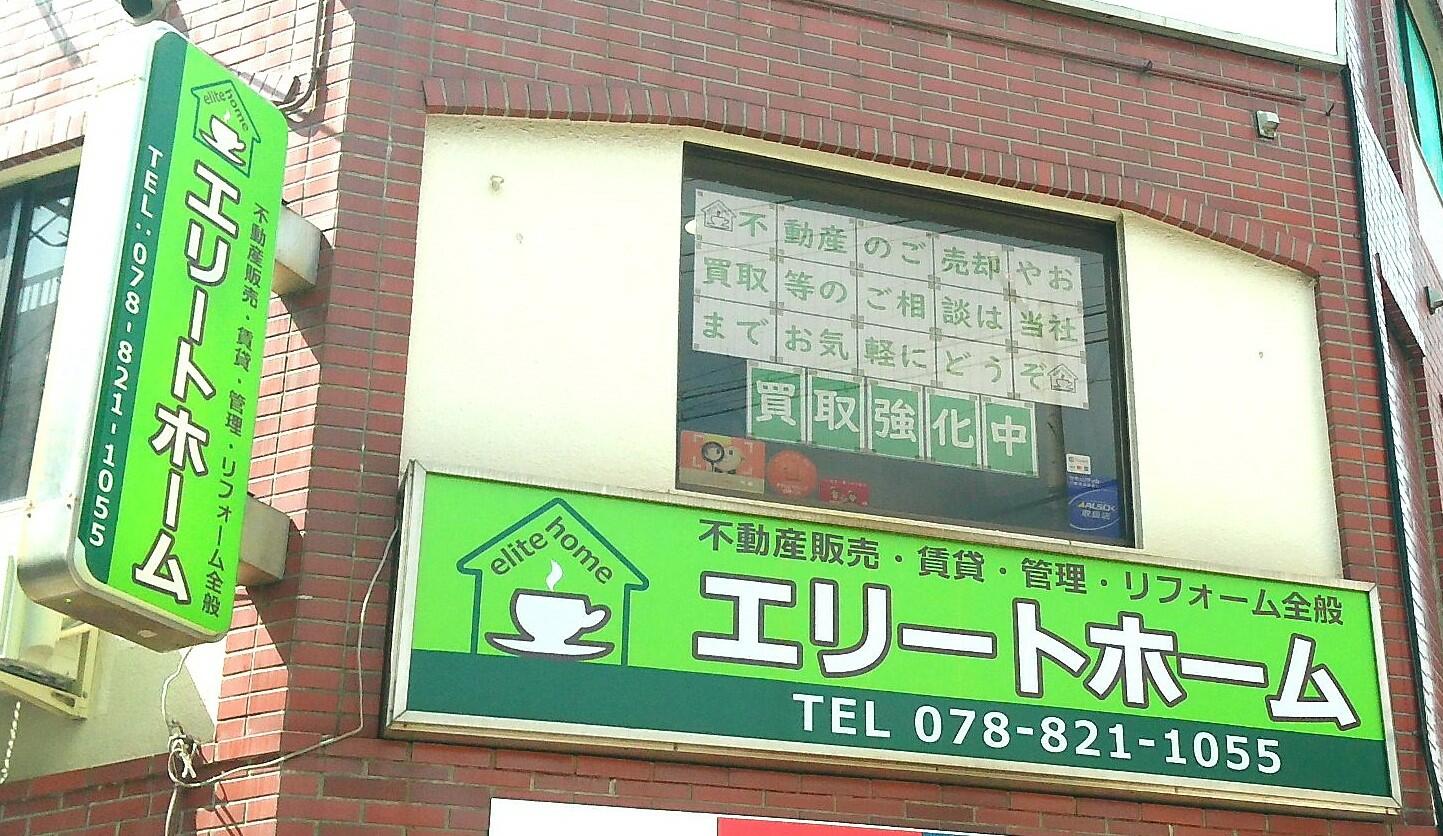 elite home
エリートホーム
不動産販売・賃貸・管理・リフォーム全般
TEL:078-821-1055
不動産のご売却やお
買取等のご相談は当社
までお気軽にどうぞ
買取強化中
ALSOK
取扱店
elite home
不動産販売・賃貸・管理・リフォーム全般
エリートホーム
TEL 078-821-1055